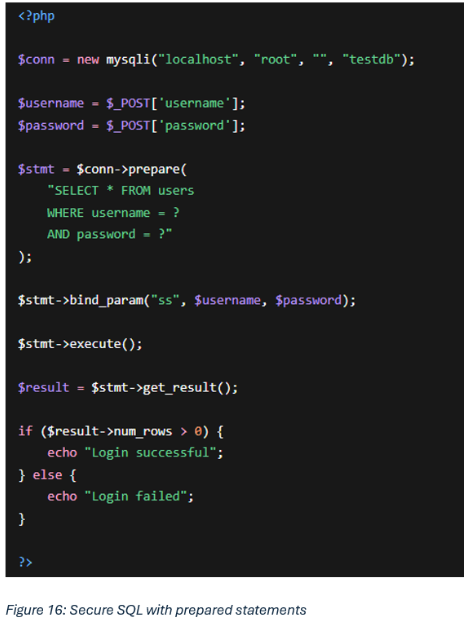 <?php
$conn = new mysqli("localhost", "root", "", "testdb");
$username = $_POST['username'];
$password = $_POST['password'];
$stmt = $conn->prepare(
"SELECT * FROM users
WHERE username = ?
AND password = ?"
);
$stmt->bind_param("ss", $username, $password);
$stmt->execute();
$result = $stmt->get_result();
if ($result->num_rows > 0) {
echo "Login successful";
} else {
echo "Login failed";
}
?>
Figure 16: Secure SQL with prepared statements